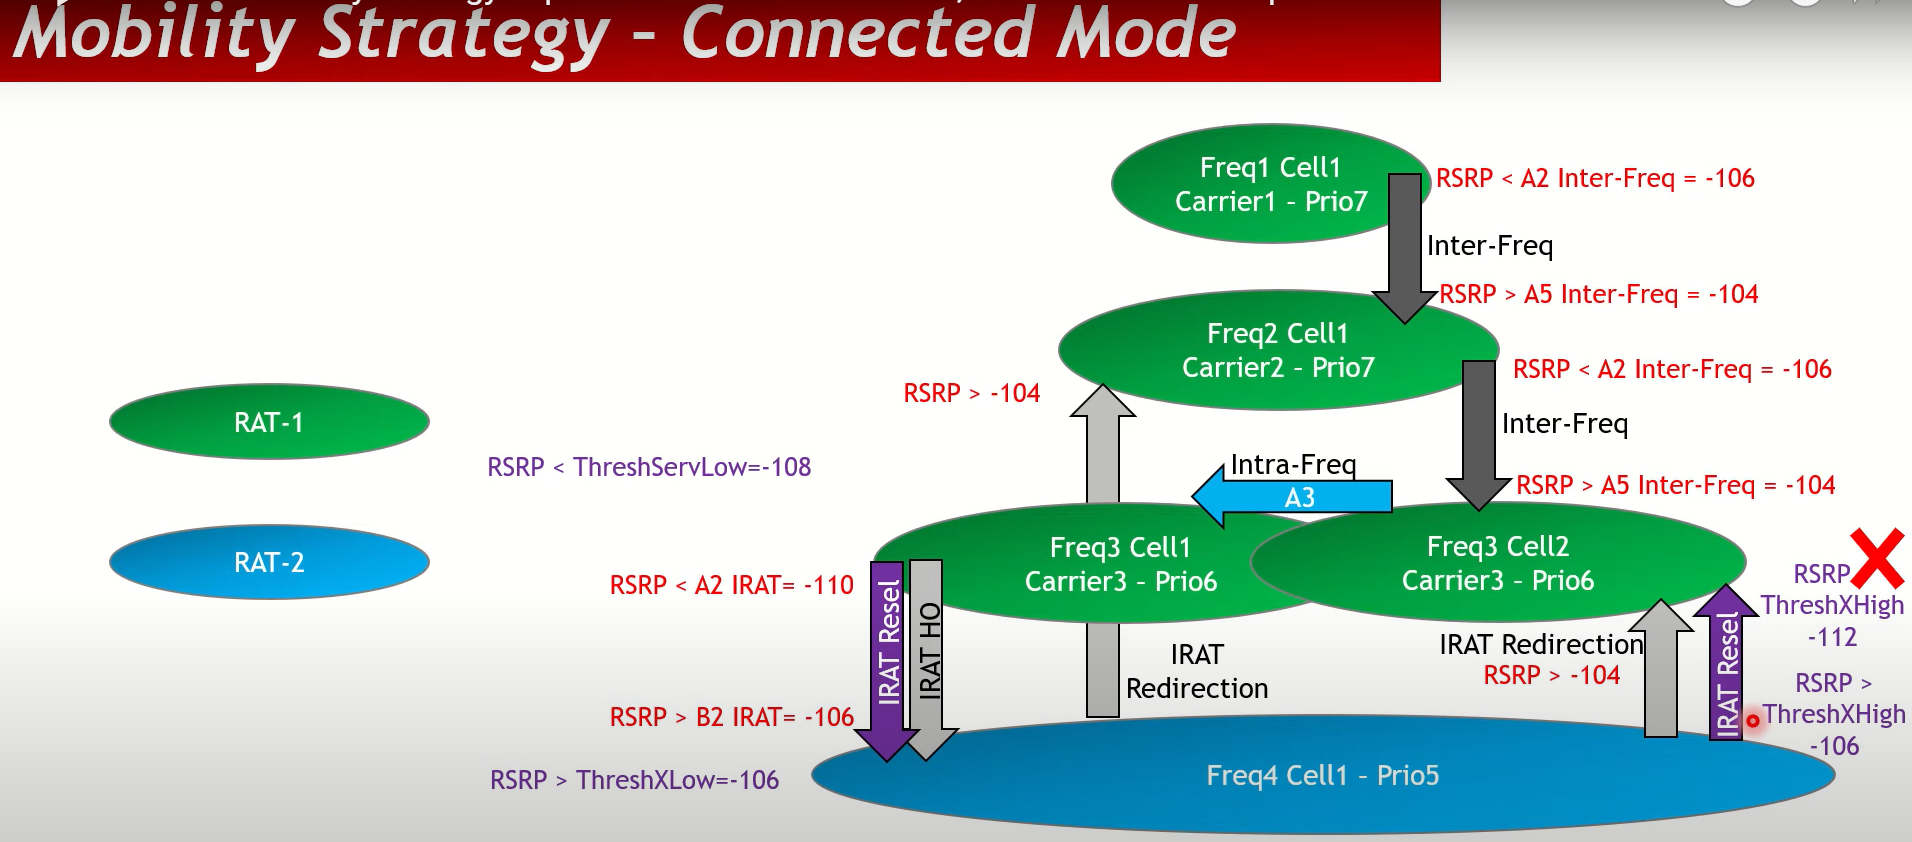 Mobility Strategy – Connected Mode
Freq1 Cell1
Carrier1 – Prio7
RSRP < A2 Inter-Freq = -106
Inter-Freq
RSRP > A5 Inter-Freq = -104
Freq2 Cell1
Carrier2 – Prio7
RSRP < A2 Inter-Freq = -106
RSRP > -104
RAT-1
Inter-Freq
RSRP < ThreshServLow=-108
Intra-Freq
A3
RSRP > A5 Inter-Freq = -104
Freq3 Cell1
Carrier3 – Prio6
Freq3 Cell2
Carrier3 – Prio6
RAT-2
RSRP < A2 IRAT= -110
RSRP
ThreshXHigh
-112
IRAT Resel
IRAT HO
IRAT
Redirection
IRAT Redirection
RSRP > -104
IRAT Resel
RSRP >
ThreshXHigh
-106
RSRP > B2 IRAT= -106
RSRP > ThreshXLow=-106
Freq4 Cell1 – Prio5